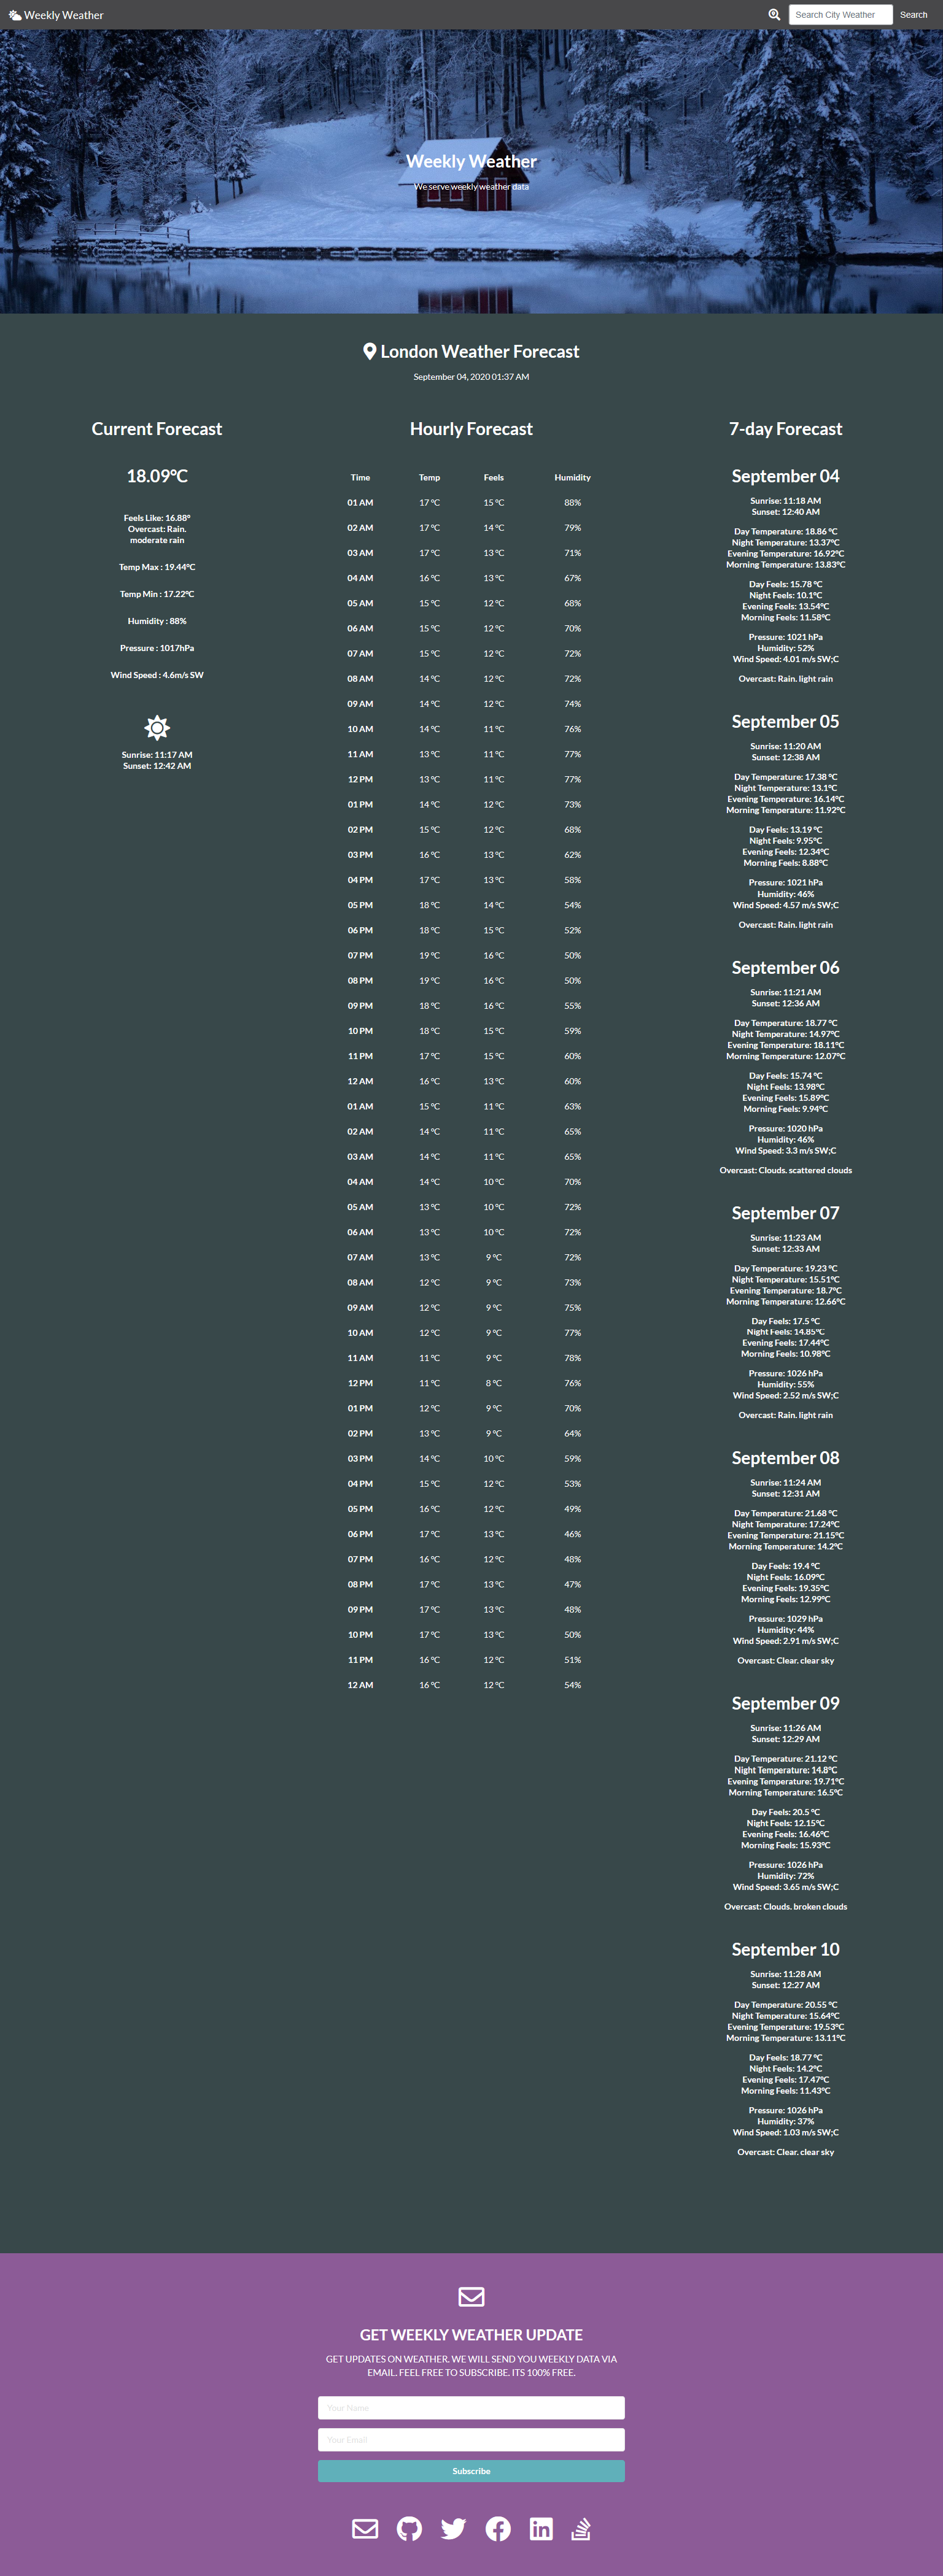 Weekly Weather
Search City Weather
Search
Weekly Weather
We serve weekly weather data
London Weather Forecast
September 04, 2020 01:37 AM
Current Forecast
18.09°C
Feels Like: 16.88°
Overcast: Rain.
moderate rain
Temp Max : 19.44°C
Temp Min : 17.22°C
Humidity : 88%
Pressure : 1017hPa
Wind Speed : 4.6m/s SW
Sunrise: 11:17 AM
Sunset: 12:42 AM
Hourly Forecast
Time Temp Feels Humidity
01 AM 17 °C 15 °C 88%
02 AM 17 °C 14 °C 79%
03 AM 17 °C 13 °C 71%
04 AM 16 °C 13 °C 67%
05 AM 15 °C 12 °C 68%
06 AM 15 °C 12 °C 70%
07 AM 15 °C 12 °C 72%
08 AM 14 °C 12 °C 72%
09 AM 14 °C 12 °C 74%
10 AM 14 °C 11 °C 76%
11 AM 13 °C 11 °C 77%
12 PM 13 °C 11 °C 77%
01 PM 14 °C 12 °C 73%
02 PM 15 °C 12 °C 68%
03 PM 16 °C 13 °C 62%
04 PM 17 °C 13 °C 58%
05 PM 18 °C 14 °C 54%
06 PM 18 °C 15 °C 52%
07 PM 19 °C 16 °C 50%
08 PM 19 °C 16 °C 50%
09 PM 18 °C 16 °C 55%
10 PM 18 °C 15 °C 59%
11 PM 17 °C 15 °C 60%
12 AM 16 °C 13 °C 60%
01 AM 15 °C 11 °C 63%
02 AM 14 °C 11 °C 65%
03 AM 14 °C 11 °C 65%
04 AM 14 °C 10 °C 70%
05 AM 13 °C 10 °C 72%
06 AM 13 °C 10 °C 72%
07 AM 13 °C 9 °C 72%
08 AM 12 °C 9 °C 73%
09 AM 12 °C 9 °C 75%
10 AM 12 °C 9 °C 77%
11 AM 11 °C 9 °C 78%
12 PM 11 °C 8 °C 76%
01 PM 12 °C 9 °C 70%
02 PM 13 °C 9 °C 64%
03 PM 14 °C 10 °C 59%
04 PM 15 °C 12 °C 53%
05 PM 16 °C 12 °C 49%
06 PM 17 °C 13 °C 46%
07 PM 16 °C 12 °C 48%
08 PM 17 °C 13 °C 47%
09 PM 17 °C 13 °C 48%
10 PM 17 °C 13 °C 50%
11 PM 16 °C 12 °C 51%
12 AM 16 °C 12 °C 54%
7-day Forecast
September 04
Sunrise: 11:18 AM
Sunset: 12:40 AM
Day Temperature: 18.86 °C
Night Temperature: 13.37°C
Evening Temperature: 16.92°C
Morning Temperature: 13.83°C
Day Feels: 15.78 °C
Night Feels: 10.1°C
Evening Feels: 13.54°C
Morning Feels: 11.58°C
Pressure: 1021 hPa
Humidity: 52%
Wind Speed: 4.01 m/s SW;C
Overcast: Rain. light rain
September 05
Sunrise: 11:20 AM
Sunset: 12:38 AM
Day Temperature: 17.38 °C
Night Temperature: 13.1°C
Evening Temperature: 16.14°C
Morning Temperature: 11.92°C
Day Feels: 13.19 °C
Night Feels: 9.95°C
Evening Feels: 12.34°C
Morning Feels: 8.88°C
Pressure: 1021 hPa
Humidity: 46%
Wind Speed: 4.57 m/s SW;C
Overcast: Rain. light rain
September 06
Sunrise: 11:21 AM
Sunset: 12:36 AM
Day Temperature: 18.77 °C
Night Temperature: 14.97°C
Evening Temperature: 18.11°C
Morning Temperature: 12.07°C
Day Feels: 15.74 °C
Night Feels: 13.98°C
Evening Feels: 15.89°C
Morning Feels: 9.94°C
Pressure: 1020 hPa
Humidity: 46%
Wind Speed: 3.3 m/s SW;C
Overcast: Clouds. scattered clouds
September 07
Sunrise: 11:23 AM
Sunset: 12:33 AM
Day Temperature: 19.23 °C
Night Temperature: 15.51°C
Evening Temperature: 18.7°C
Morning Temperature: 12.66°C
Day Feels: 17.5 °C
Night Feels: 14.85°C
Evening Feels: 17.44°C
Morning Feels: 10.98°C
Pressure: 1026 hPa
Humidity: 55%
Wind Speed: 2.52 m/s SW;C
Overcast: Rain. light rain
September 08
Sunrise: 11:24 AM
Sunset: 12:31 AM
Day Temperature: 21.68 °C
Night Temperature: 17.24°C
Evening Temperature: 21.15°C
Morning Temperature: 14.2°C
Day Feels: 19.4 °C
Night Feels: 16.09°C
Evening Feels: 19.35°C
Morning Feels: 12.99°C
Pressure: 1029 hPa
Humidity: 44%
Wind Speed: 2.91 m/s SW;C
Overcast: Clear. clear sky
September 09
Sunrise: 11:26 AM
Sunset: 12:29 AM
Day Temperature: 21.12 °C
Night Temperature: 14.8°C
Evening Temperature: 19.71°C
Morning Temperature: 16.5°C
Day Feels: 20.5 °C
Night Feels: 12.15°C
Evening Feels: 16.46°C
Morning Feels: 15.93°C
Pressure: 1026 hPa
Humidity: 72%
Wind Speed: 3.65 m/s SW;C
Overcast: Clouds. broken clouds
September 10
Sunrise: 11:28 AM
Sunset: 12:27 AM
Day Temperature: 20.55 °C
Night Temperature: 15.64°C
Evening Temperature: 19.53°C
Morning Temperature: 13.11°C
Day Feels: 18.77 °C
Night Feels: 14.2°C
Evening Feels: 17.47°C
Morning Feels: 11.43°C
Pressure: 1026 hPa
Humidity: 37%
Wind Speed: 1.03 m/s SW;C
Overcast: Clear. clear sky
GET WEEKLY WEATHER UPDATE
GET UPDATES ON WEATHER. WE WILL SEND YOU WEEKLY DATA VIA
EMAIL. FEEL FREE TO SUBSCRIBE. ITS 100% FREE.
Your Name
Your Email
Subscribe